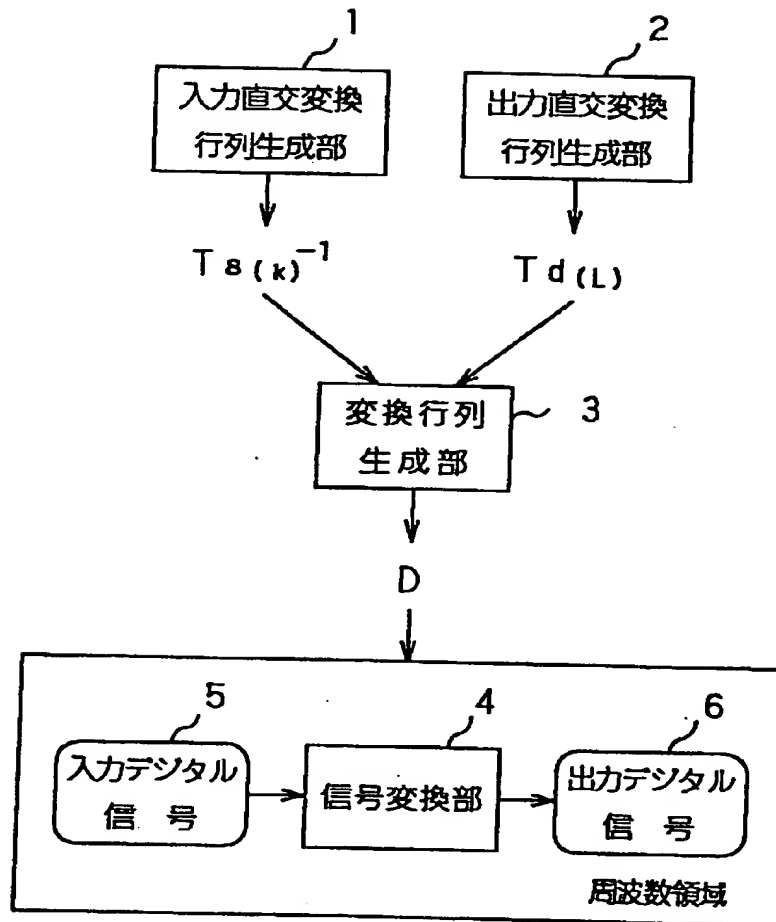 1
2
入力直交変換
行列生成部
出力直交変換
行列生成部
Ts(k)⁻¹
Td(L)
変換行列
生成部
3
D
5
4
6
入力デジタル
信号
信号変換部
出力デジタル
信号
周波数領域